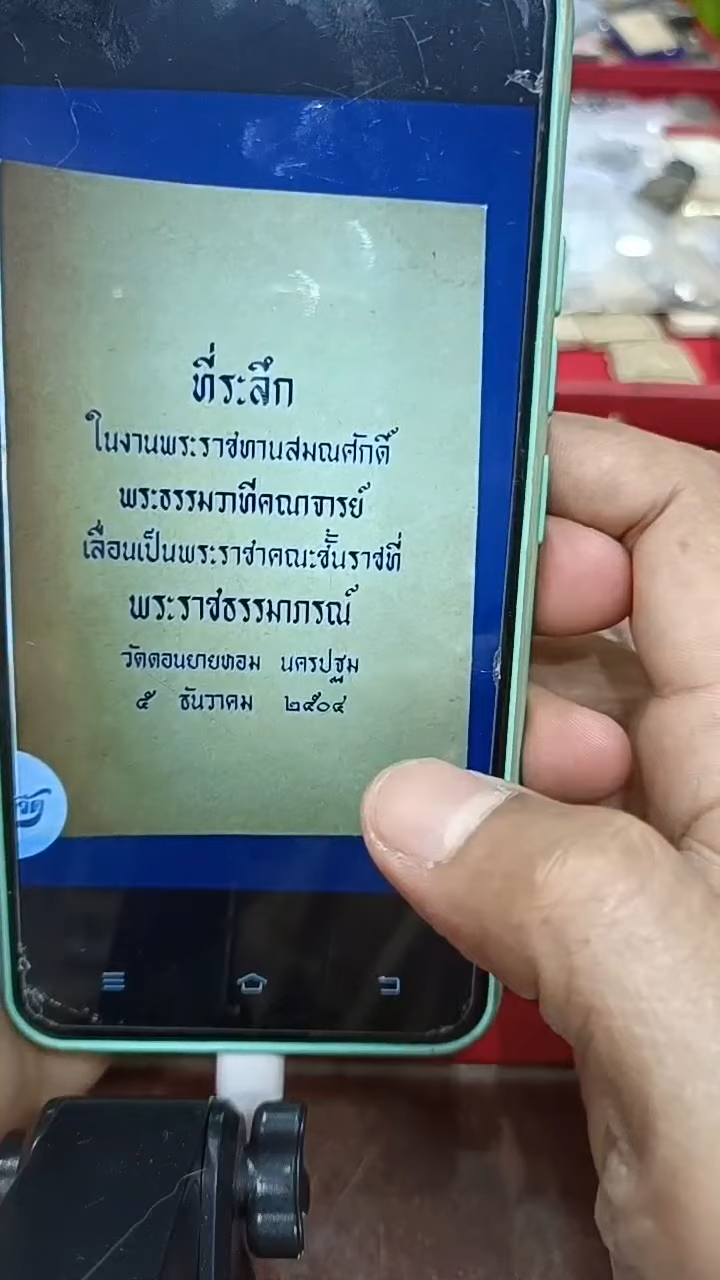 ที่ระลึก
ในงานพระราชทานสมณศักดิ์
พระธรรมวาทีคณาจารย์
เลื่อนเป็นพระราชาคณะชั้นราชที่
พระราชธรรมาภรณ์
วัดดอนยายหอม นครปฐม
๕ ธันวาคม ๒๕๐๔
วัดุ